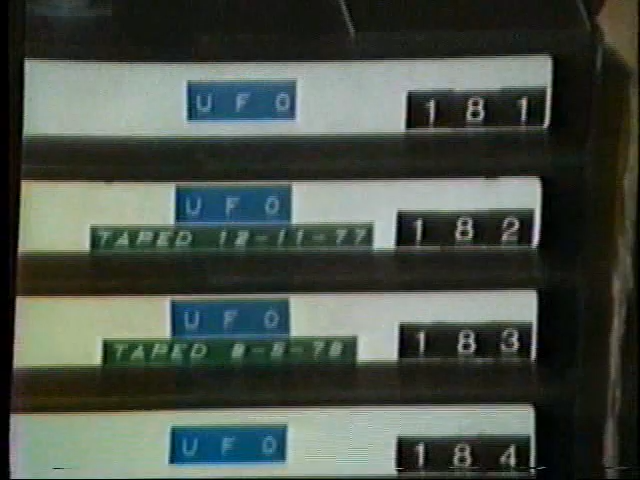 UFO
181
UFO
TAPED 12-11-77
182
UFO
TAPED
183
UFO
184